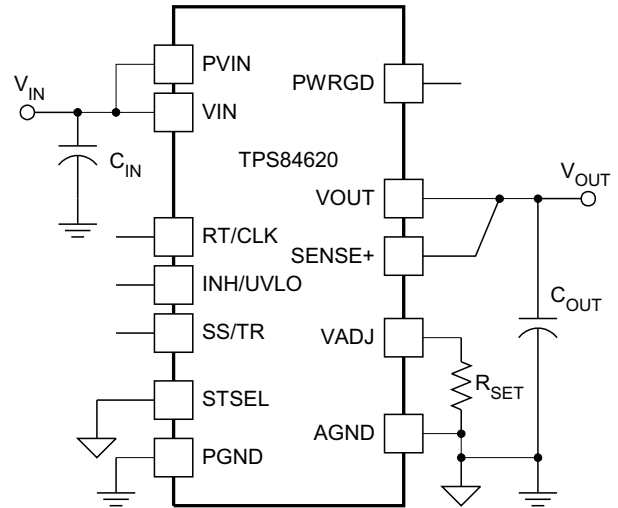 PVIN
PWRGD
VIN
VIN
CIN
TPS84620
VOUT
VOUT
RT/CLK
SENSE+
INH/UVLO
COUT
SS/TR
VADJ
RSET
STSEL
AGND
PGND